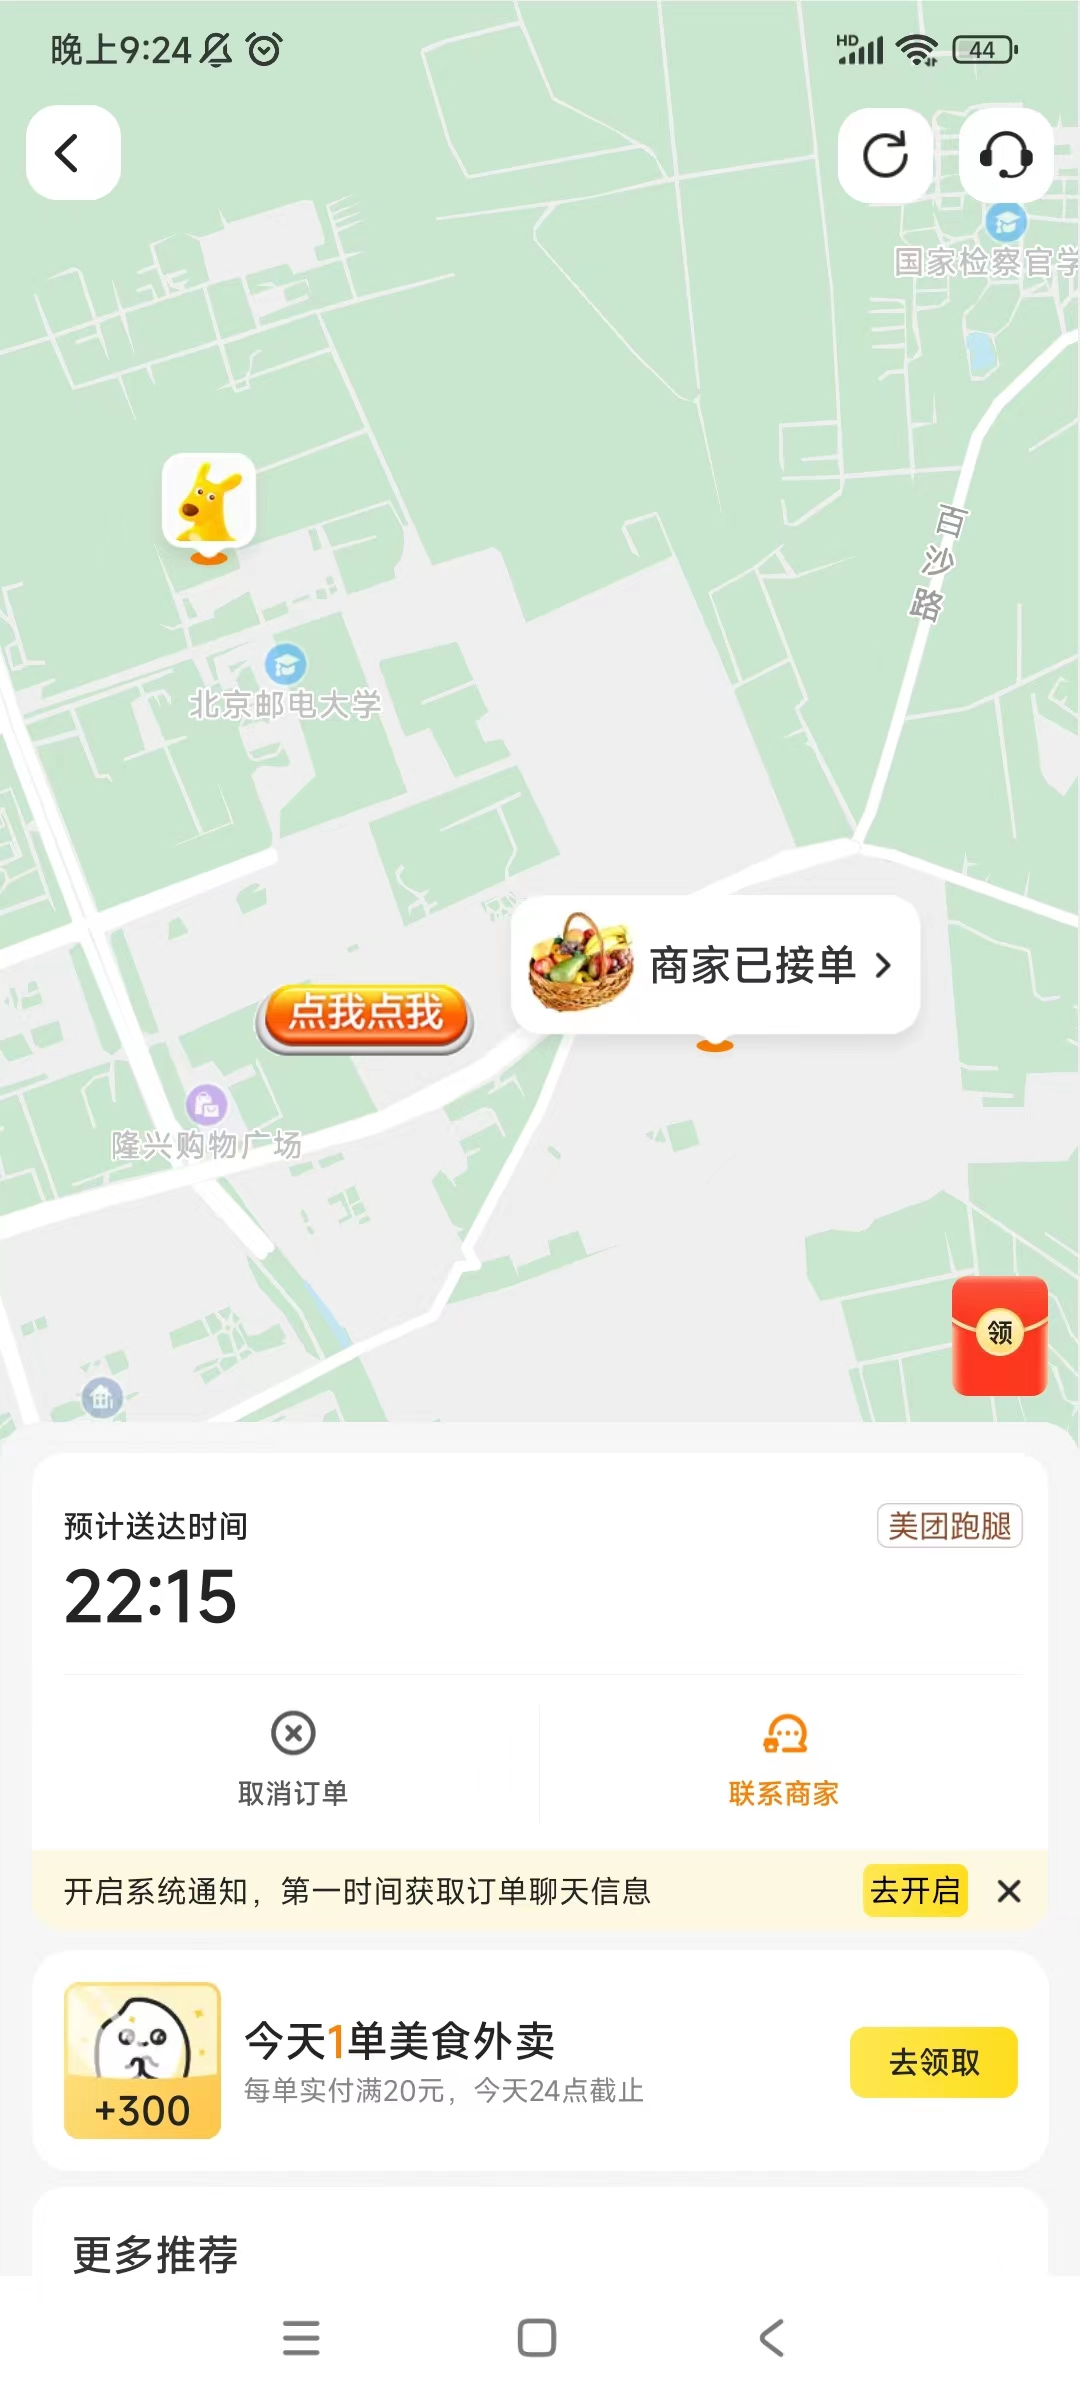 晚上9:24
HD
44
国家检察官学
百沙路
北京邮电大学
商家已接单
点我点我
隆兴购物广场
领
预计送达时间
美团跑腿
22:15
取消订单
联系商家
开启系统通知，第一时间获取订单聊天信息
去开启
今天1单美食外卖
+300
每单实付满20元，今天24点截止
去领取
更多推荐